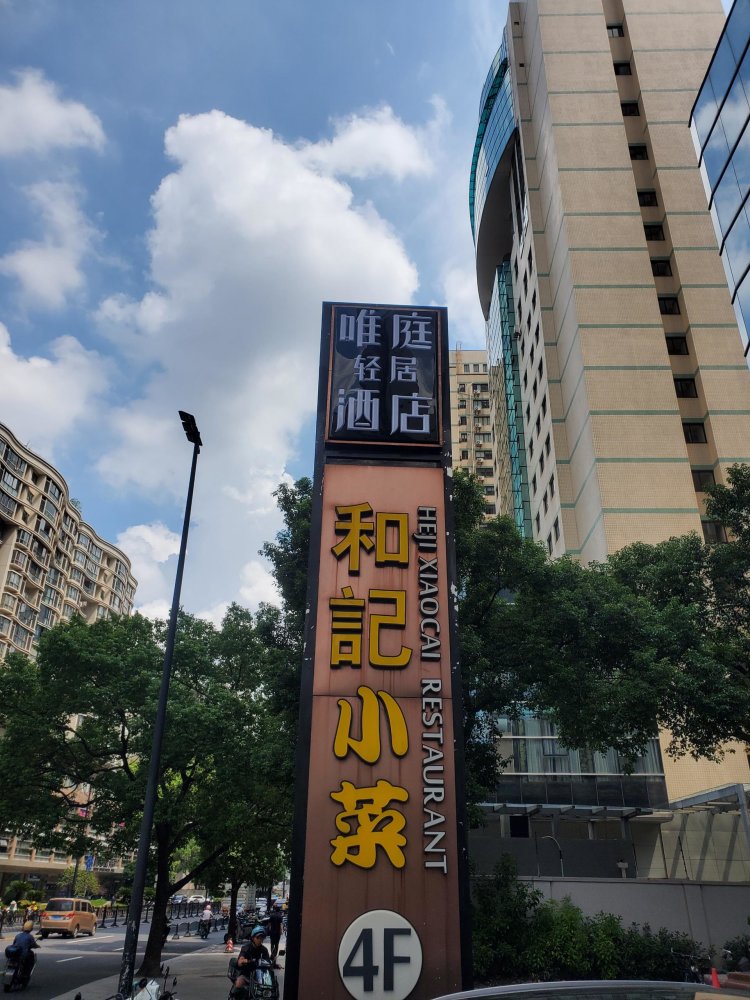 唯庭
轻居
酒店
和
記
小
菜
HEJI XIAOCAI RESTAURANT
4F